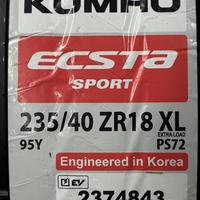 KUMHO
ECSTA
SPORT
235/40 ZR18 XL
EXTRA LOAD
95Y PS72
Engineered in Korea
EV
2374843